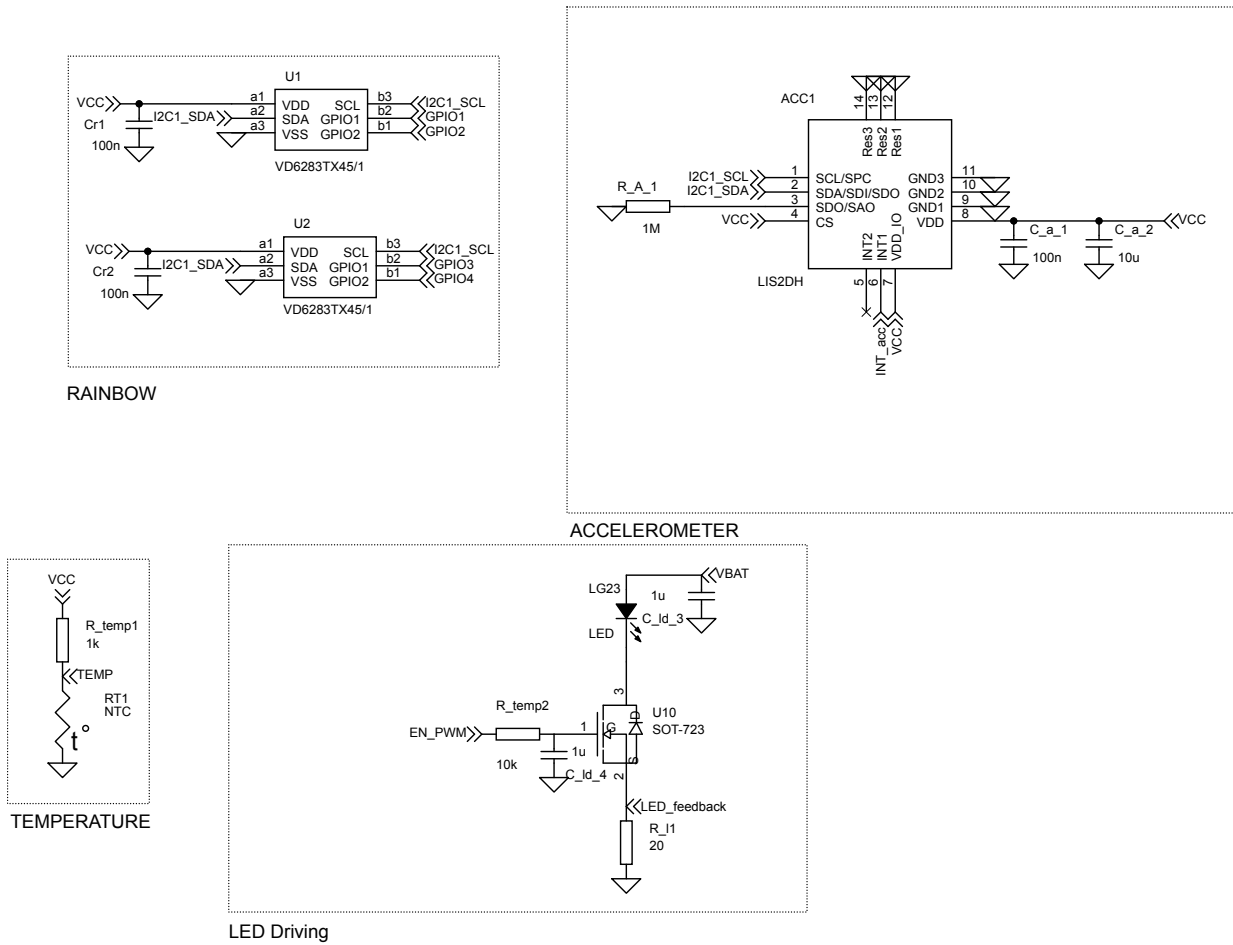 U1
VCC
a1
VDD
SCL
b3
I2C1_SCL
I2C1_SDA
a2
SDA
GPIO1
b2
GPIO1
a3
VSS
GPIO2
b1
GPIO2
Cr1
100n
VD6283TX45/1
U2
VCC
a1
VDD
SCL
b3
I2C1_SCL
I2C1_SDA
a2
SDA
GPIO1
b2
GPIO3
a3
VSS
GPIO2
b1
GPIO4
Cr2
100n
VD6283TX45/1
RAINBOW
ACC1
14
13
12
Res3
Res2
Res1
I2C1_SCL
1
SCL/SPC
GND3
11
I2C1_SDA
2
SDA/SDI/SDO
GND2
10
R_A_1
1M
3
SDO/SAO
GND1
9
VCC
4
CS
VDD
8
VCC
INT2
INT1
VDD_IO
5
6
7
INT_acc
VCC
LIS2DH
C_a_1
100n
C_a_2
10u
ACCELEROMETER
VCC
R_temp1
1k
TEMP
RT1
NTC
t°
TEMPERATURE
VBAT
LG23
1u
C_ld_3
LED
3
R_temp2
EN_PWM
10k
1
G
D
S
U10
SOT-723
1u
C_ld_4
2
LED_feedback
R_l1
20
LED Driving